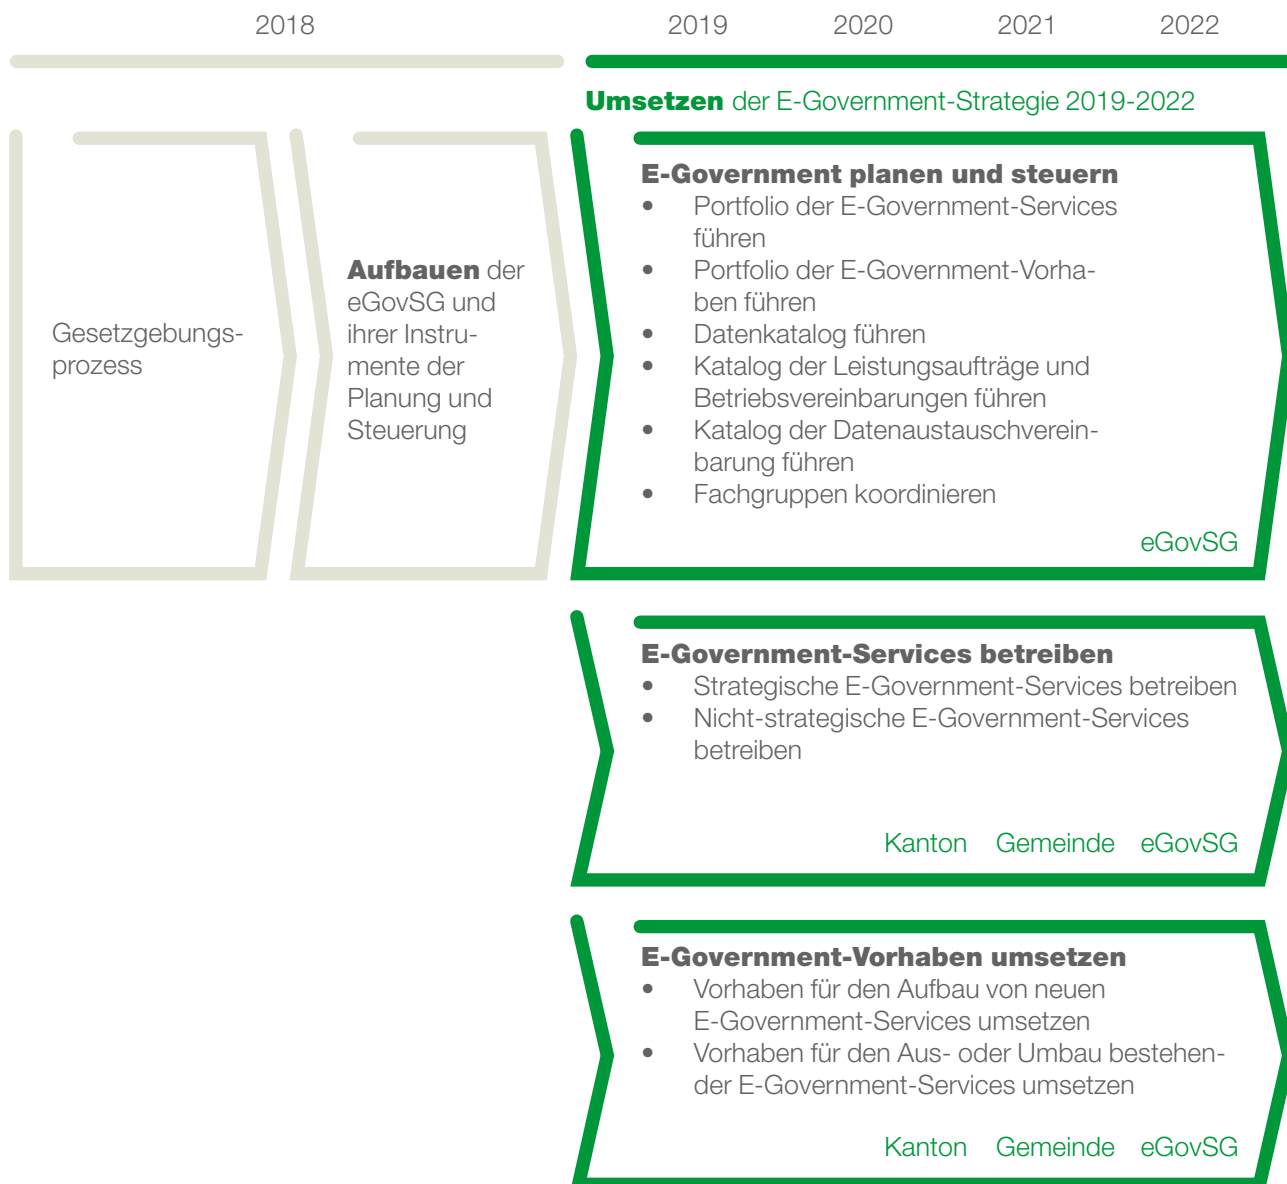 2018
2019 2020 2021 2022
Umsetzen der E-Government-Strategie 2019-2022
Gesetzgebungs-
prozess
Aufbauen der
eGovSG und
ihrer Instru-
mente der
Planung und
Steuerung
E-Government planen und steuern
• Portfolio der E-Government-Services
führen
• Portfolio der E-Government-Vorha-
ben führen
• Datenkatalog führen
• Katalog der Leistungsaufträge und
Betriebsvereinbarungen führen
• Katalog der Datenaustauschverein-
barung führen
• Fachgruppen koordinieren
eGovSG
E-Government-Services betreiben
• Strategische E-Government-Services betreiben
• Nicht-strategische E-Government-Services
betreiben
Kanton Gemeinde eGovSG
E-Government-Vorhaben umsetzen
• Vorhaben für den Aufbau von neuen
E-Government-Services umsetzen
• Vorhaben für den Aus- oder Umbau bestehen-
der E-Government-Services umsetzen
Kanton Gemeinde eGovSG